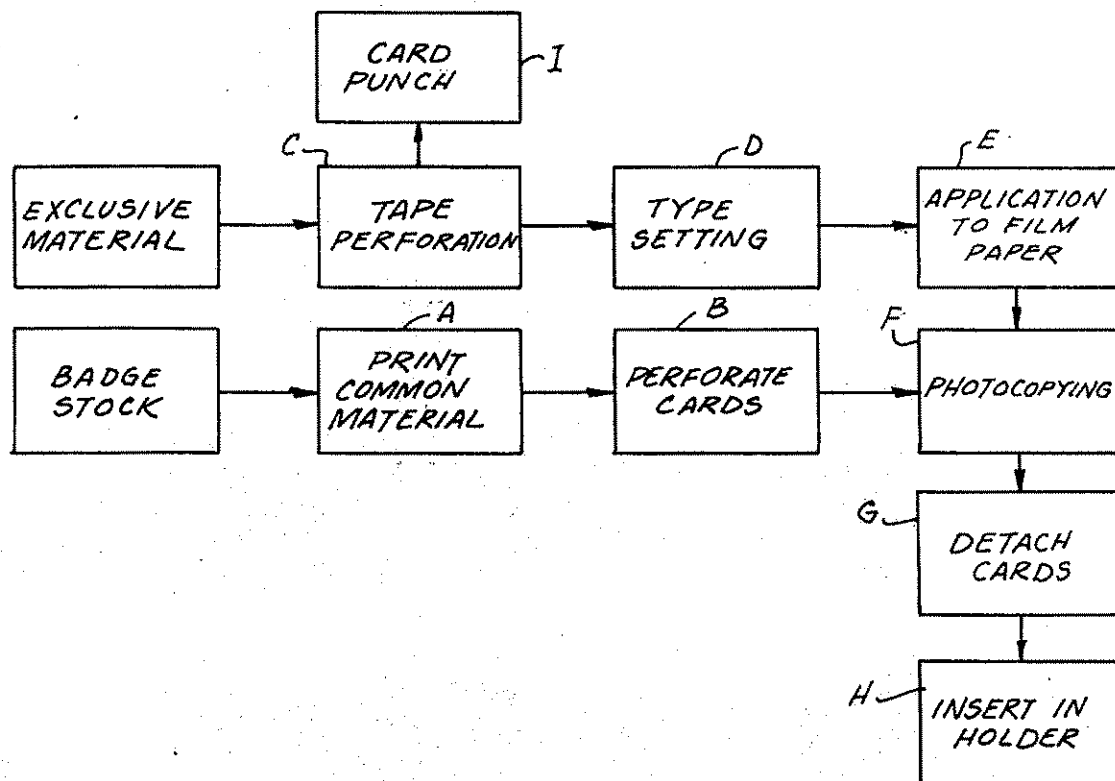 CARD
PUNCH
I
C
D
E
EXCLUSIVE
MATERIAL
TAPE
PERFORATION
TYPE
SETTING
APPLICATION
TO FILM
PAPER
A
B
F
BADGE
STOCK
PRINT
COMMON
MATERIAL
PERFORATE
CARDS
PHOTOCOPYING
G
DETACH
CARDS
H
INSERT IN
HOLDER